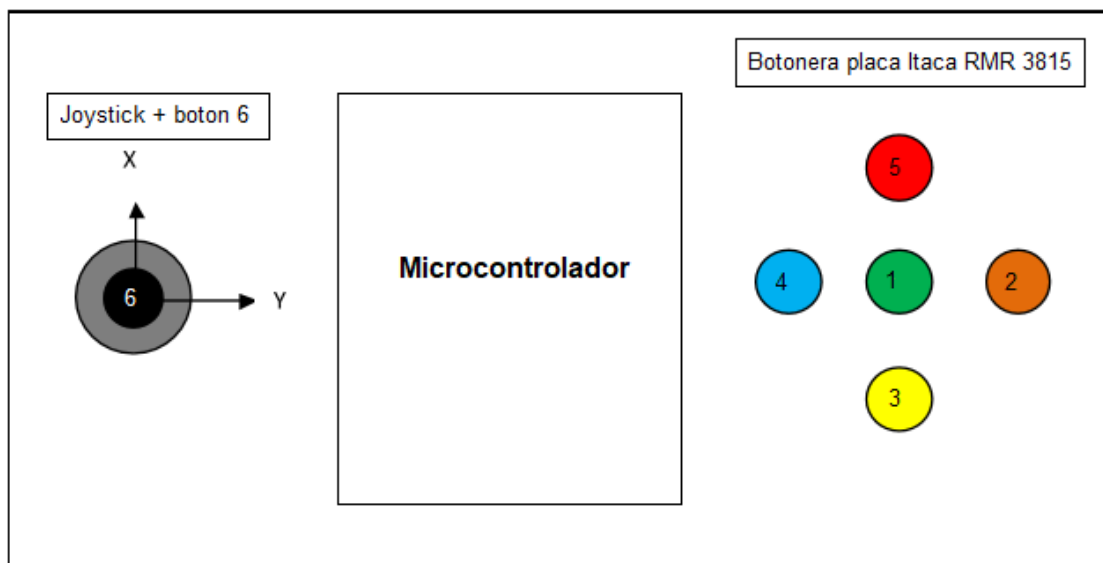 Botonera placa Itaca RMR 3815
Joystick + boton 6
X
6
Y
Microcontrolador
5
4
1
2
3